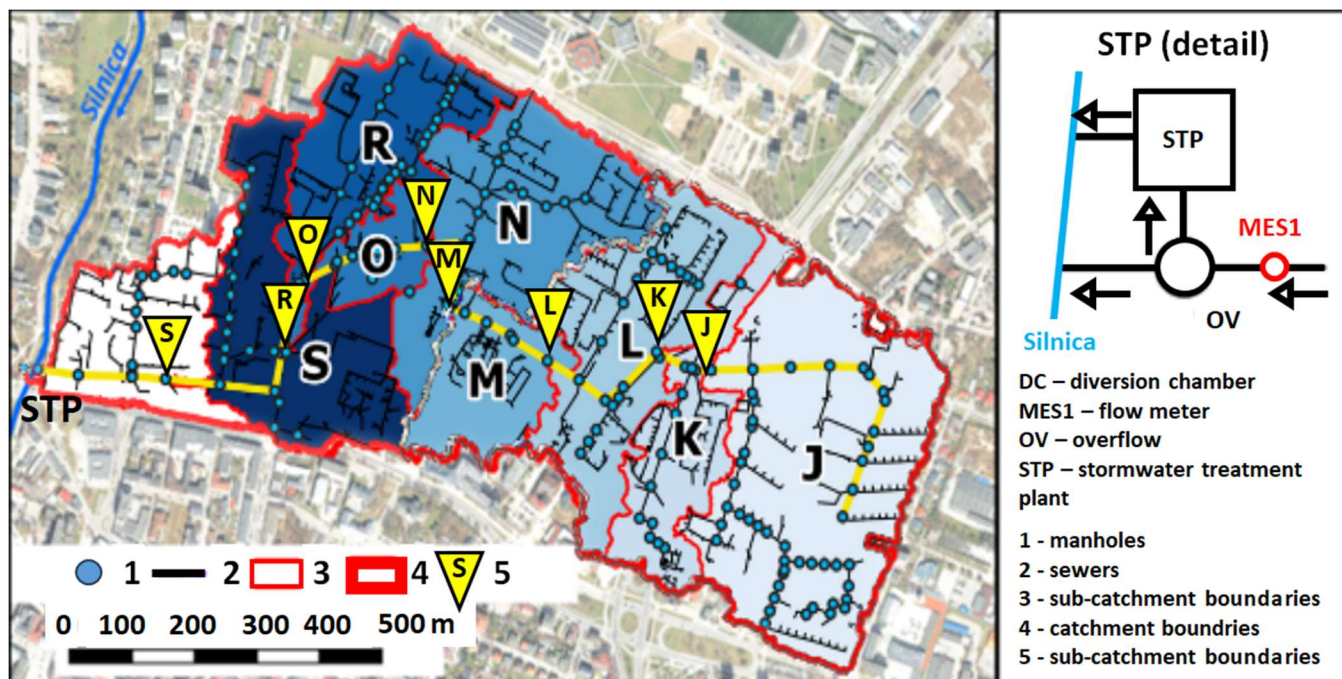 Silnica
R
N
N
O
O
M
L
K
J
R
S
S
M
L
K
J
STP
1 2 3 4 S 5
0 100 200 300 400 500 m
STP (detail)
STP
MES1
OV
Silnica
DC – diversion chamber
MES1 – flow meter
OV – overflow
STP – stormwater treatment
plant
1 - manholes
2 - sewers
3 - sub-catchment boundaries
4 - catchment boundries
5 - sub-catchment boundaries